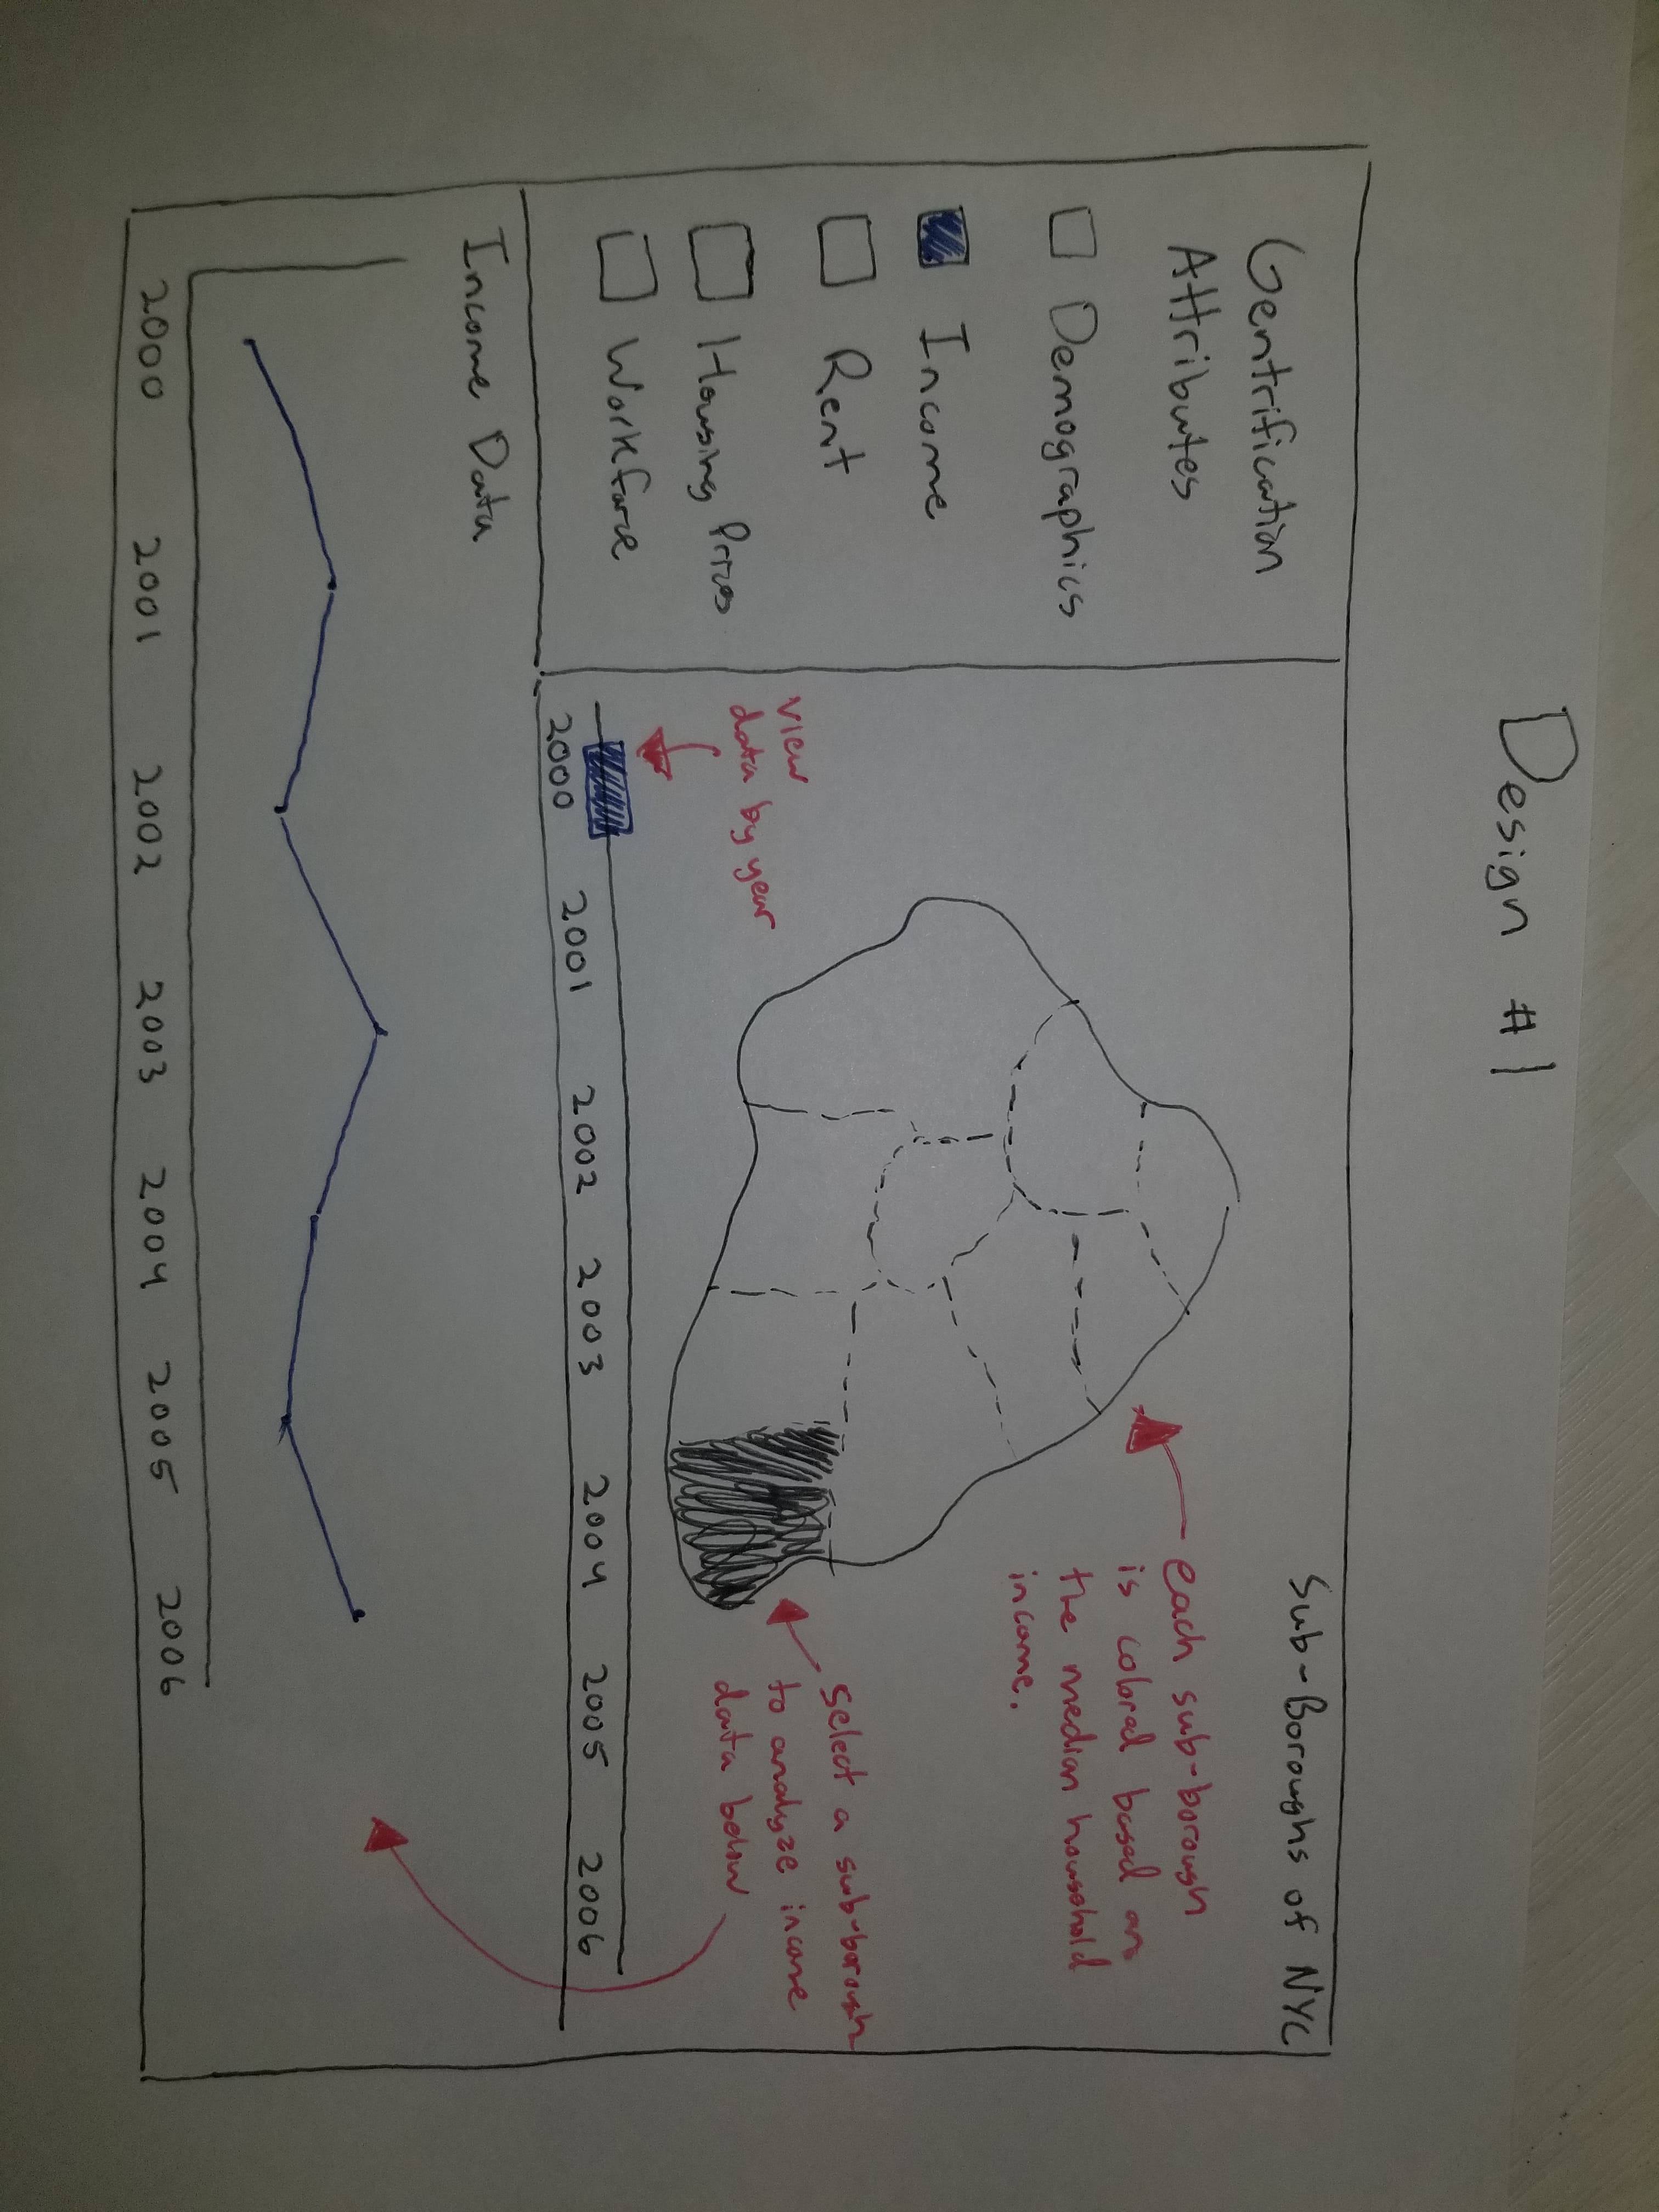 Design #1
Gentrification
Attributes
Demographics
Income
Rent
Housing Prices
Workforce
Sub-Boroughs of NYC
each sub-borough
is colored based on
the median household
income.
select a sub-borough
to analyze income
data below
view
data by year
2000 2001 2002 2003 2004 2005 2006
Income Data
2000 2001 2002 2003 2004 2005 2006